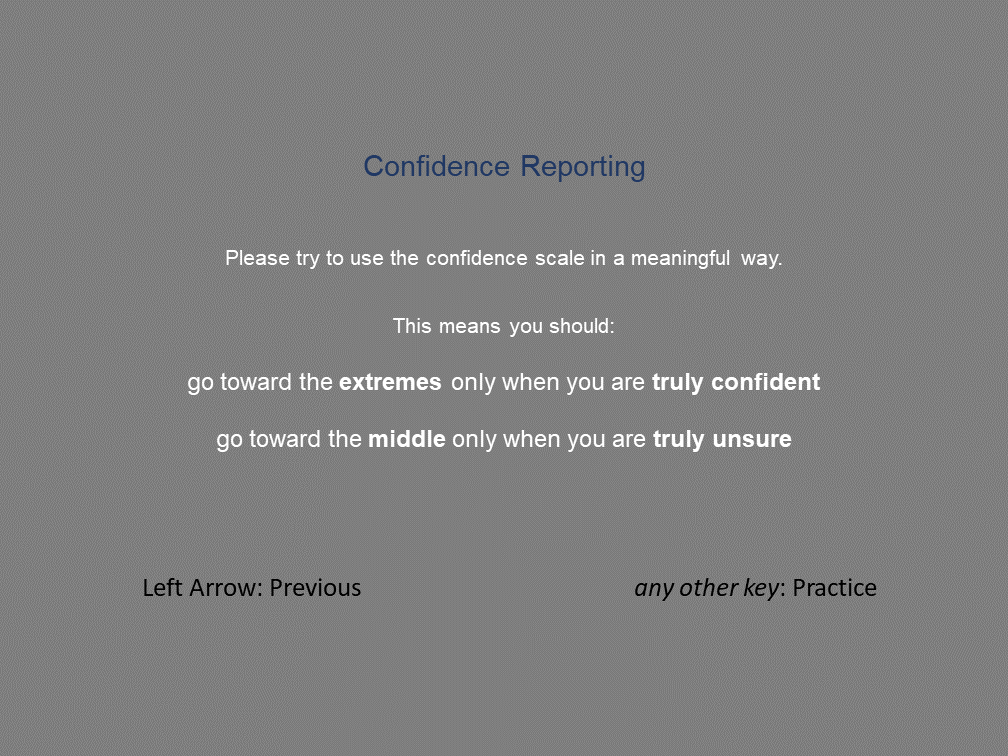 Confidence Reporting
Please try to use the confidence scale in a meaningful way.
This means you should:
go toward the extremes only when you are truly confident
go toward the middle only when you are truly unsure
Left Arrow: Previous
any other key: Practice